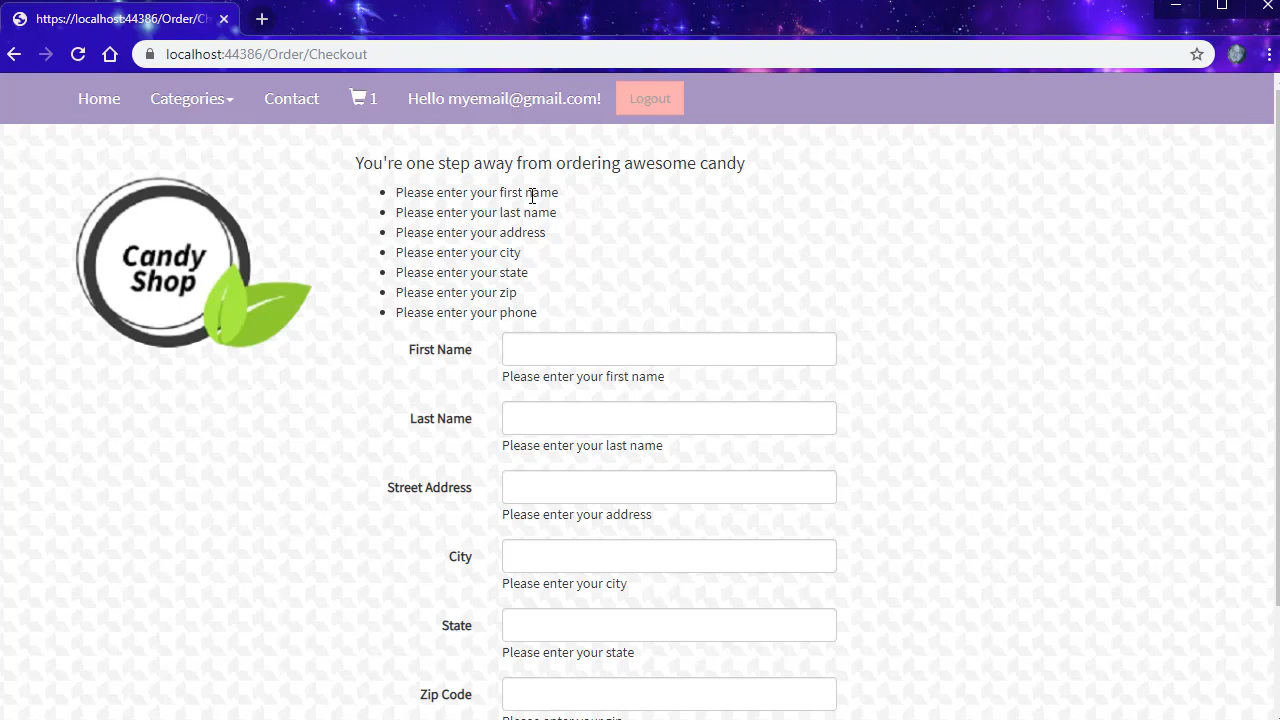 https://localhost:44386/Order/Ch
localhost:44386/Order/Checkout
Home Categories Contact 1 Hello myemail@gmail.com! Logout
You're one step away from ordering awesome candy
Please enter your first name
Please enter your last name
Please enter your address
Please enter your city
Please enter your state
Please enter your zip
Please enter your phone
Candy
Shop
First Name
Please enter your first name
Last Name
Please enter your last name
Street Address
Please enter your address
City
Please enter your city
State
Please enter your state
Zip Code
Please enter your zip